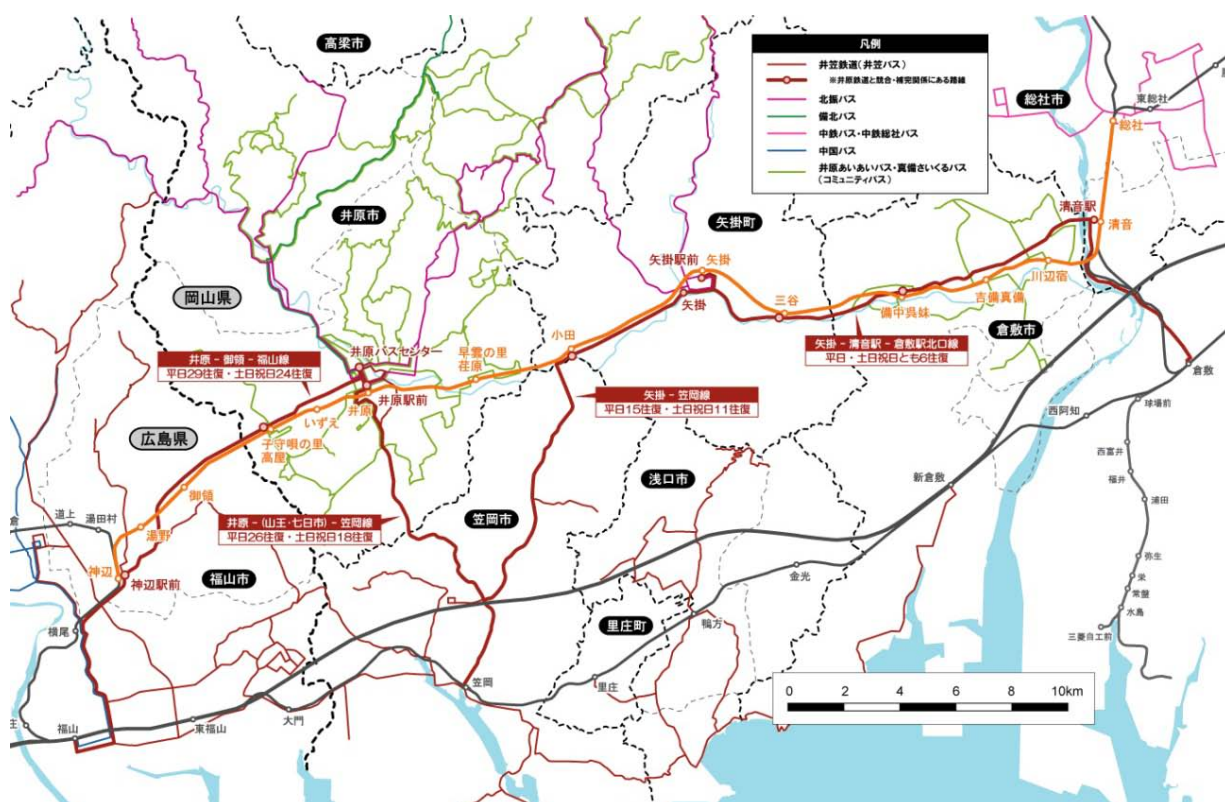 高梁市
凡例
井笠鉄道(井笠バス)
※井原鉄道と競合・補完関係にある路線
北振バス
備北バス
中鉄バス・中鉄総社バス
中国バス
井原あいあいバス・真備さいくるバス
(コミュニティバス)
総社市
東総社
総社
井原市
矢掛町
清音駅
清音
矢掛駅前
矢掛
川辺宿
岡山県
三谷
吉備真備
矢掛
備中呉妹
小田
倉敷市
井原バスセンター
早雲の里
荏原
矢掛 – 清音駅 – 倉敷駅北口線
平日・土日祝日とも6往復
井原 – 御領 – 福山線
平日29往復・土日祝日24往復
井原駅前
倉敷
井原
矢掛 – 笠岡線
平日15往復・土日祝日11往復
球場前
いずえ
西阿知
広島県
子守唄の里
高屋
西富井
浅口市
福井
新倉敷
御領
浦田
笠岡市
道上
湯田村
井原 – (山王・七日市) – 笠岡線
平日26往復・土日祝日18往復
湯野
弥生
金光
神辺
神辺駅前
福山市
栄
常盤
水島
里庄町
鴨方
三菱自工前
横尾
里庄
笠岡
0 2 4 6 8 10km
福山
東福山
大門